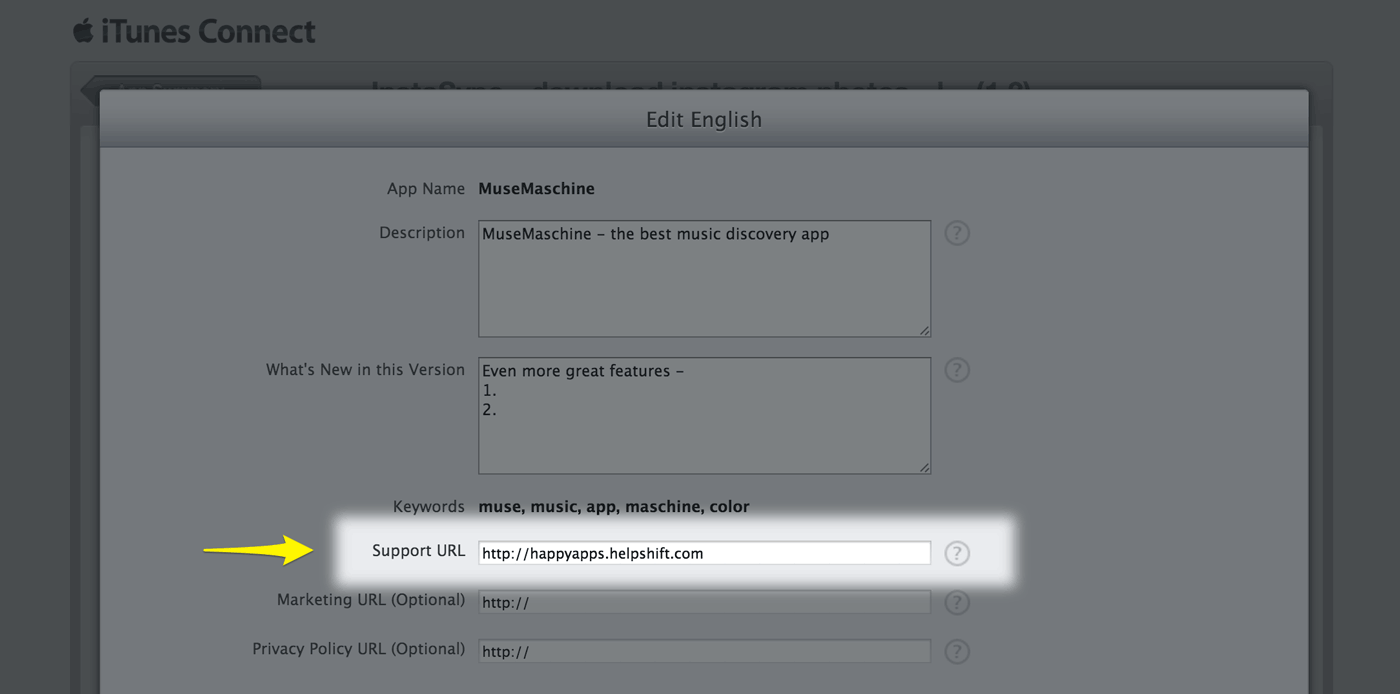 iTunes Connect
(1.0)
Edit English
App Name MuseMaschine
Description MuseMaschine – the best music discovery app
?
What's New in this Version Even more great features –
1.
2.
?
Keywords muse, music, app, maschine, color
Support URL http://happyapps.helpshift.com ?
Marketing URL (Optional) http:// ?
Privacy Policy URL (Optional) http:// ?